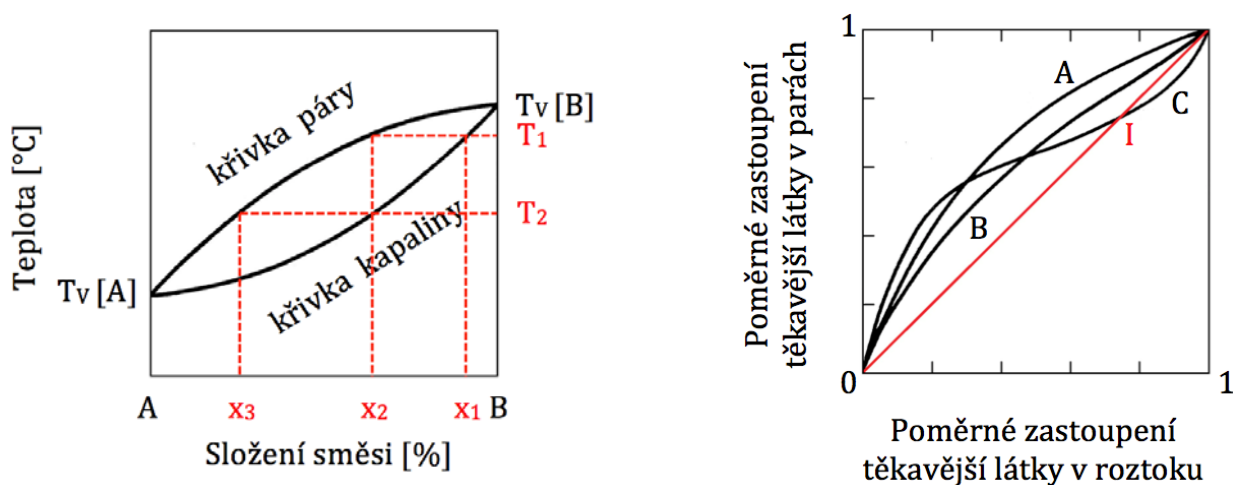 Teplota [°C]
křivka páry
křivka kapaliny
Tv [A]
Tv [B]
T1
T2
A
x3
x2
x1
B
Složení směsi [%]
Poměrné zastoupení
těkavější látky v parách
1
A
C
I
B
0
1
Poměrné zastoupení
těkavější látky v roztoku